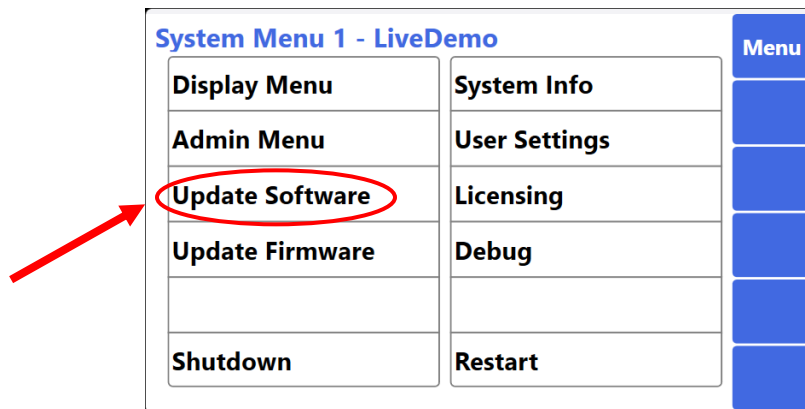 System Menu 1 - LiveDemo
Menu
Display Menu
System Info
Admin Menu
User Settings
Update Software
Licensing
Update Firmware
Debug
Shutdown
Restart